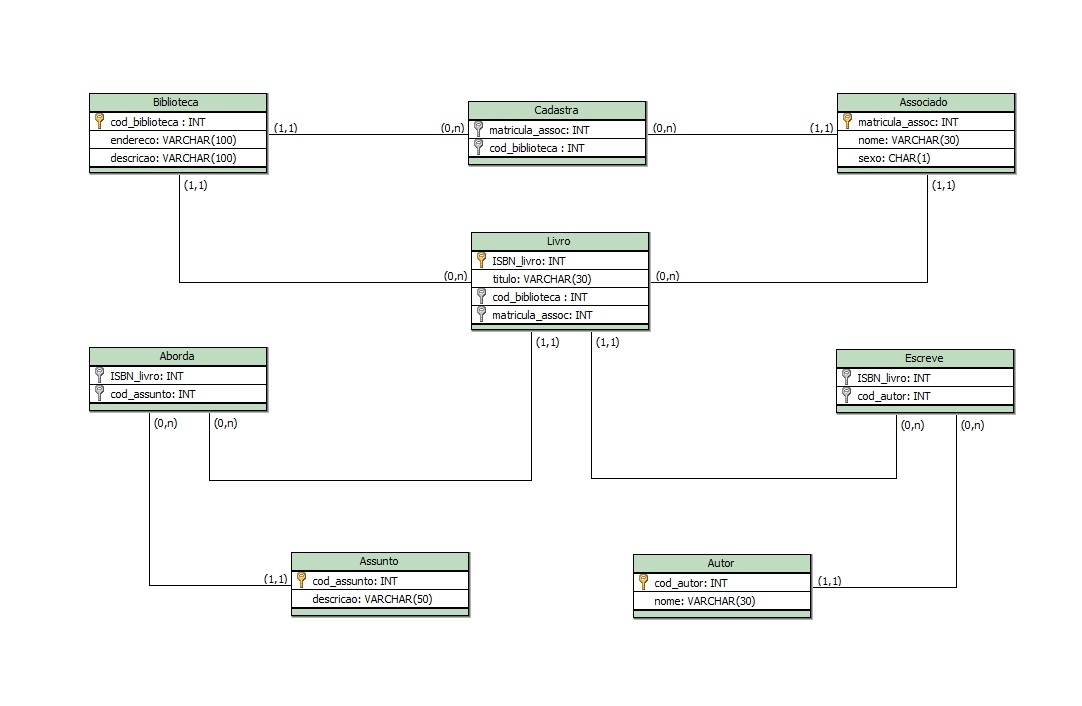 Biblioteca
cod_biblioteca : INT
endereco: VARCHAR(100)
descricao: VARCHAR(100)
(1,1)
(1,1)
Cadastra
matricula_assoc: INT
cod_biblioteca : INT
(0,n)
(0,n)
Associado
matricula_assoc: INT
nome: VARCHAR(30)
sexo: CHAR(1)
(1,1)
(1,1)
Livro
ISBN_livro: INT
titulo: VARCHAR(30)
cod_biblioteca : INT
matricula_assoc: INT
(0,n)
(0,n)
(1,1)
(1,1)
Aborda
ISBN_livro: INT
cod_assunto: INT
(0,n)
(0,n)
Escreve
ISBN_livro: INT
cod_autor: INT
(0,n)
(0,n)
Assunto
cod_assunto: INT
descricao: VARCHAR(50)
(1,1)
Autor
cod_autor: INT
nome: VARCHAR(30)
(1,1)